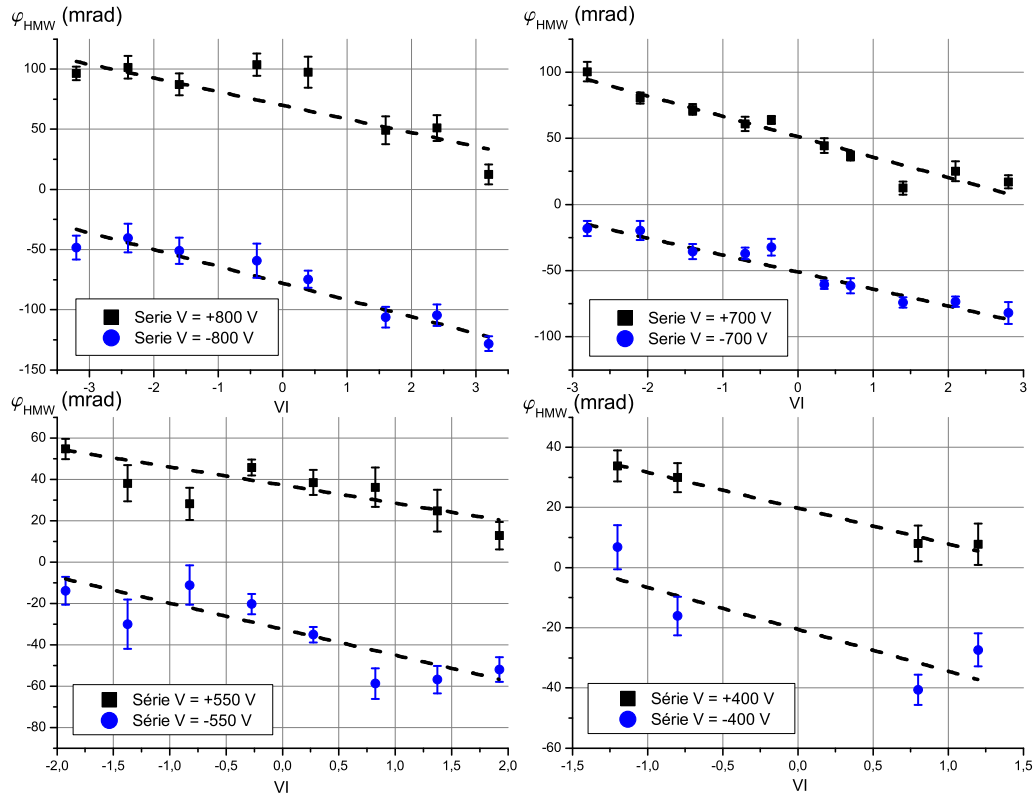 φHMW (mrad)
100
50
0
-50
-100
-150
Serie V = +800 V
Serie V = -800 V
-3 -2 -1 0 1 2 3
VI
φHMW (mrad)
100
50
0
-50
-100
Serie V = +700 V
Serie V = -700 V
-3 -2 -1 0 1 2 3
VI
φHMW (mrad)
60
40
20
0
-20
-40
-60
-80
Série V = +550 V
Série V = -550 V
-2,0 -1,5 -1,0 -0,5 0,0 0,5 1,0 1,5 2,0
VI
φHMW (mrad)
40
20
0
-20
-40
-60
Série V = +400 V
Série V = -400 V
-1,5 -1,0 -0,5 0,0 0,5 1,0 1,5
VI